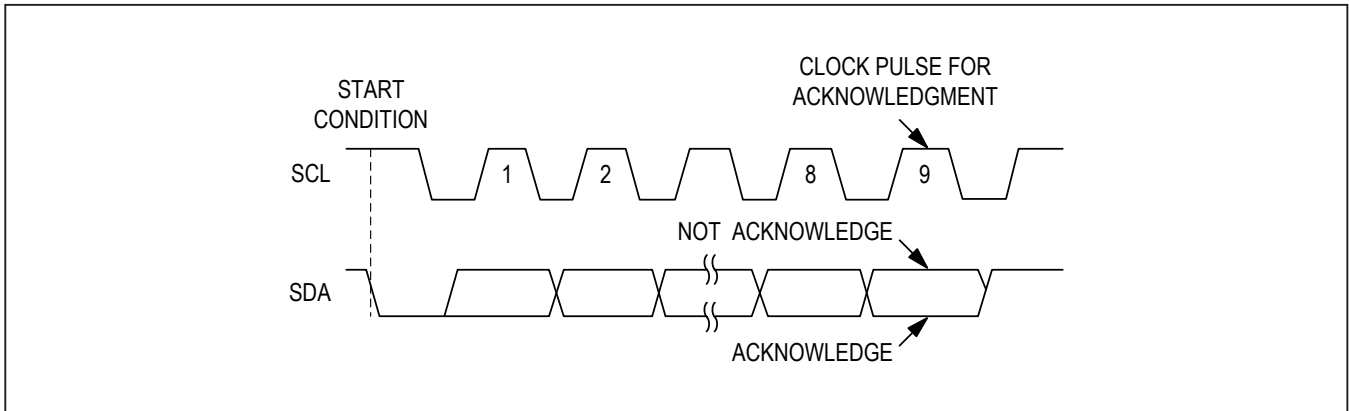 START
CONDITION
CLOCK PULSE FOR
ACKNOWLEDGMENT
SCL
1
2
8
9
NOT ACKNOWLEDGE
SDA
ACKNOWLEDGE